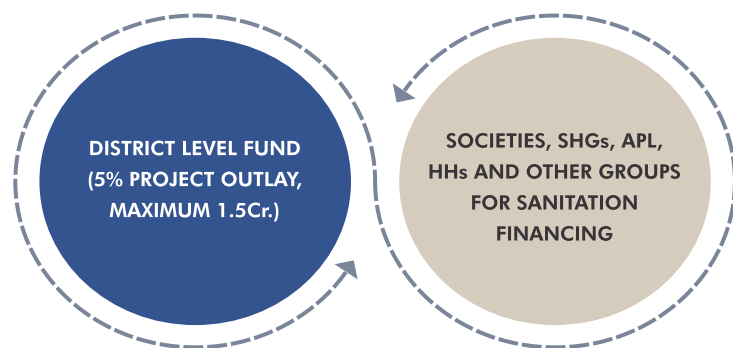 DISTRICT LEVEL FUND
(5% PROJECT OUTLAY,
MAXIMUM 1.5Cr.)
SOCIETIES, SHGs, APL,
HHs AND OTHER GROUPS
FOR SANITATION
FINANCING